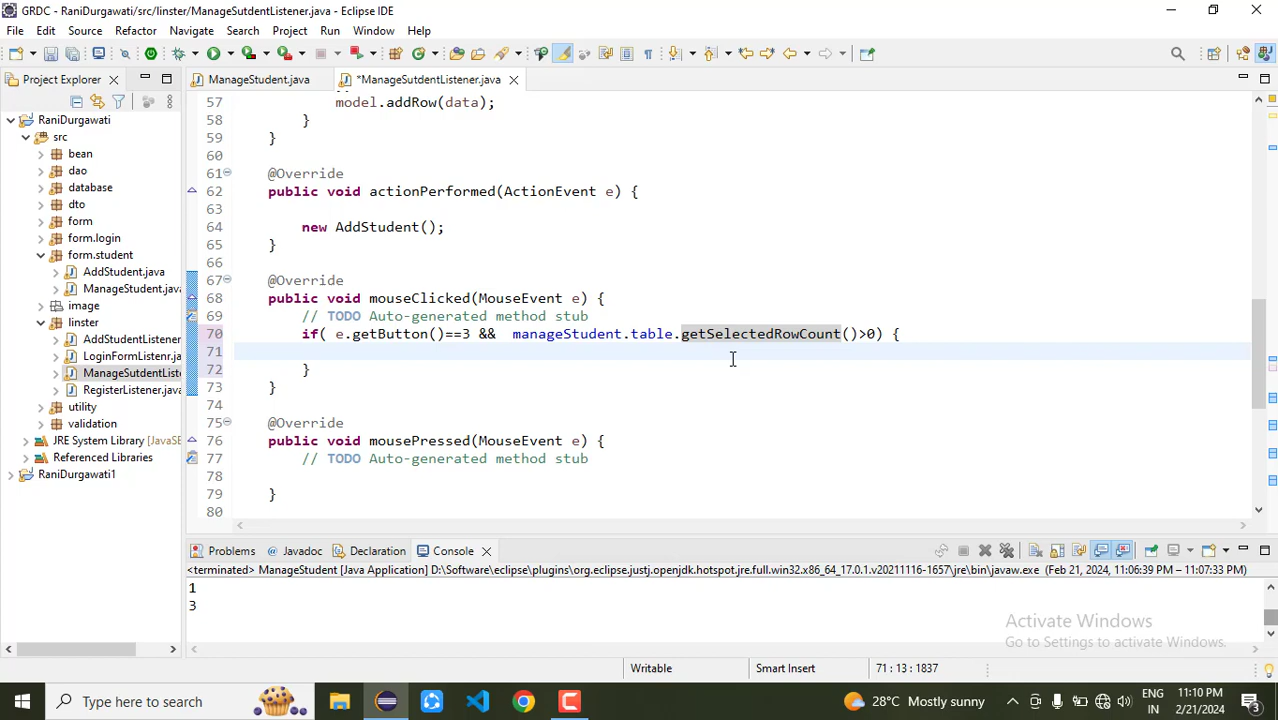 GRDC - RaniDurgawati/src/linster/ManageSutdentListener.java - Eclipse IDE
File Edit Source Refactor Navigate Search Project Run Window Help
Project Explorer
ManageStudent.java
*ManageSutdentListener.java
RaniDurgawati
src
bean
dao
database
dto
form
form.login
form.student
AddStudent.java
ManageStudent.java
image
linster
AddStudentListener
LoginFormListenr.java
ManageSutdentListe
RegisterListener.java
utility
validation
JRE System Library [JavaSE
Referenced Libraries
RaniDurgawati1
57 model.addRow(data);
58 }
59 }
60
61 @Override
62 public void actionPerformed(ActionEvent e) {
63
64 new AddStudent();
65 }
66
67 @Override
68 public void mouseClicked(MouseEvent e) {
69 // TODO Auto-generated method stub
70 if( e.getButton()==3 && manageStudent.table.getSelectedRowCount()>0) {
71
72 }
73 }
74
75 @Override
76 public void mousePressed(MouseEvent e) {
77 // TODO Auto-generated method stub
78
79 }
80
Problems Javadoc Declaration Console
<terminated> ManageStudent [Java Application] D:\Software\eclipse\plugins\org.eclipse.justj.openjdk.hotspot.jre.full.win32.x86_64_17.0.1.v20211116-1657\jre\bin\javaw.exe (Feb 21, 2024, 11:06:39 PM – 11:07:33 PM)
1
3
Activate Windows
Go to Settings to activate Windows.
Writable Smart Insert 71 : 13 : 1837
Type here to search
28°C Mostly sunny
ENG
IN
11:10 PM
2/21/2024
3